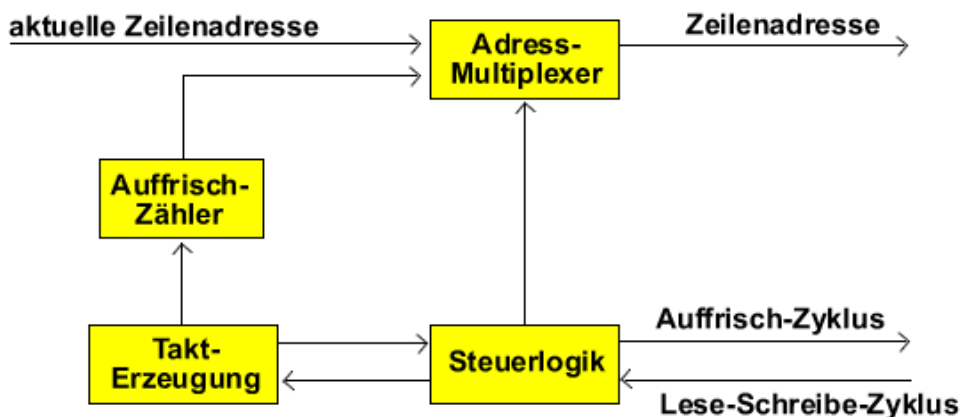 aktuelle Zeilenadresse
Adress-
Multiplexer
Zeilenadresse
Auffrisch-
Zähler
Takt-
Erzeugung
Steuerlogik
Auffrisch-Zyklus
Lese-Schreibe-Zyklus